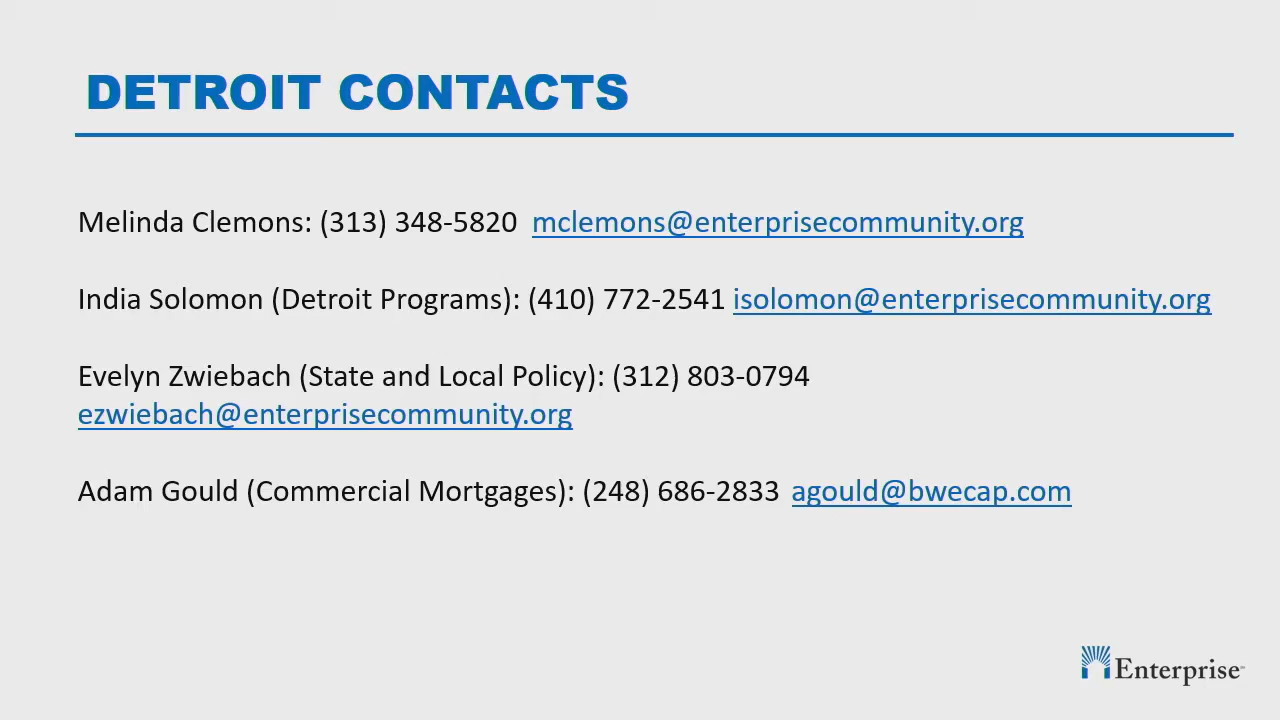 DETROIT CONTACTS
Melinda Clemons: (313) 348-5820 mclemons@enterprisecommunity.org
India Solomon (Detroit Programs): (410) 772-2541 isolomon@enterprisecommunity.org
Evelyn Zwiebach (State and Local Policy): (312) 803-0794
ezwiebach@enterprisecommunity.org
Adam Gould (Commercial Mortgages): (248) 686-2833 agould@bwecap.com
Enterprise